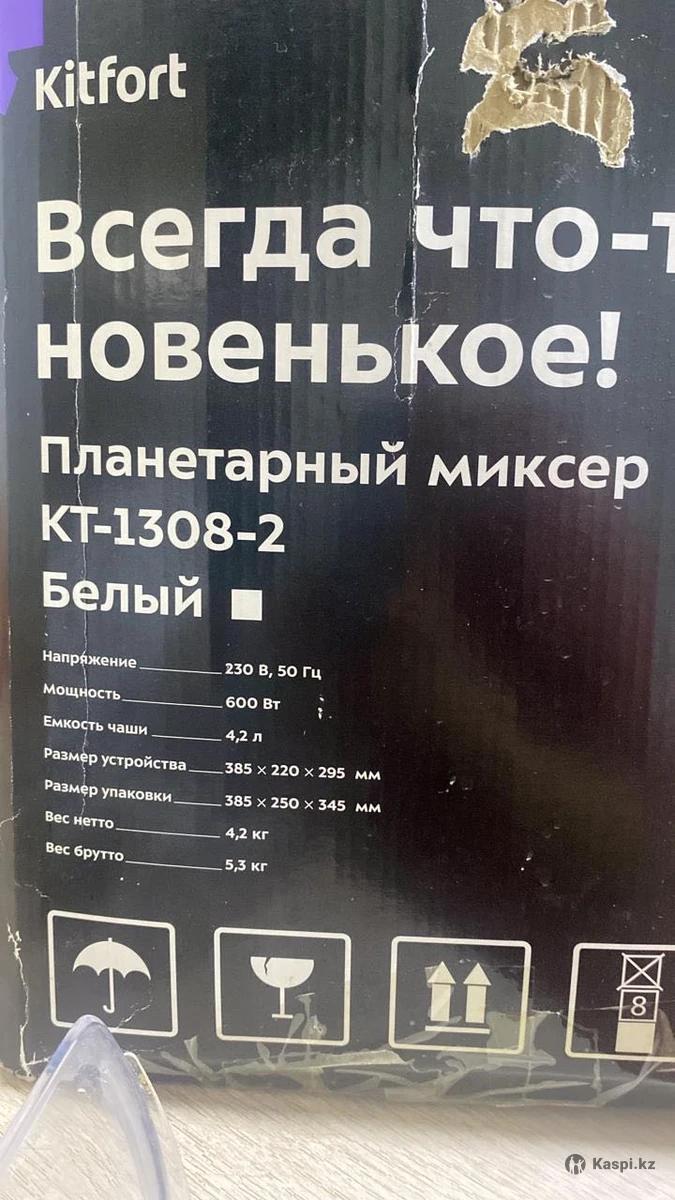 Kitfort
Всегда что-
новенькое!
Планетарный миксер
КТ-1308-2
Белый
Напряжение 230 В, 50 Гц
Мощность 600 Вт
Емкость чаши 4,2 л
Размер устройства 385 × 220 × 295 мм
Размер упаковки 385 × 250 × 345 мм
Вес нетто 4,2 кг
Вес брутто 5,3 кг
8
Kaspi.kz